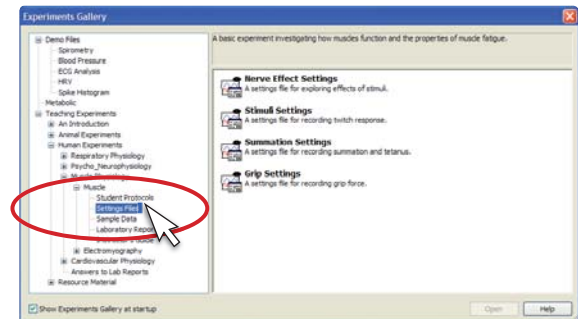 Experiments Gallery
Demo Files
Spirometry
Blood Pressure
ECG Analysis
HRV
Spike Histogram
Metabolic
Teaching Experiments
An Introduction
Animal Experiments
Human Experiments
Respiratory Physiology
Psycho_Neurophysiology
Muscle
Student Protocols
Settings Files
Sample Data
Laboratory Report
Electromyography
Cardiovascular Physiology
Answers to Lab Reports
Resource Material
A basic experiment investigating how muscles function and the properties of muscle fatigue.
Nerve Effect Settings
A settings file for exploring effects of stimuli.
Stimuli Settings
A settings file for recording twitch response.
Summation Settings
A settings file for recording summation and tetanus.
Grip Settings
A settings file for recording grip force.
Show Experiments Gallery at startup
Open
Help